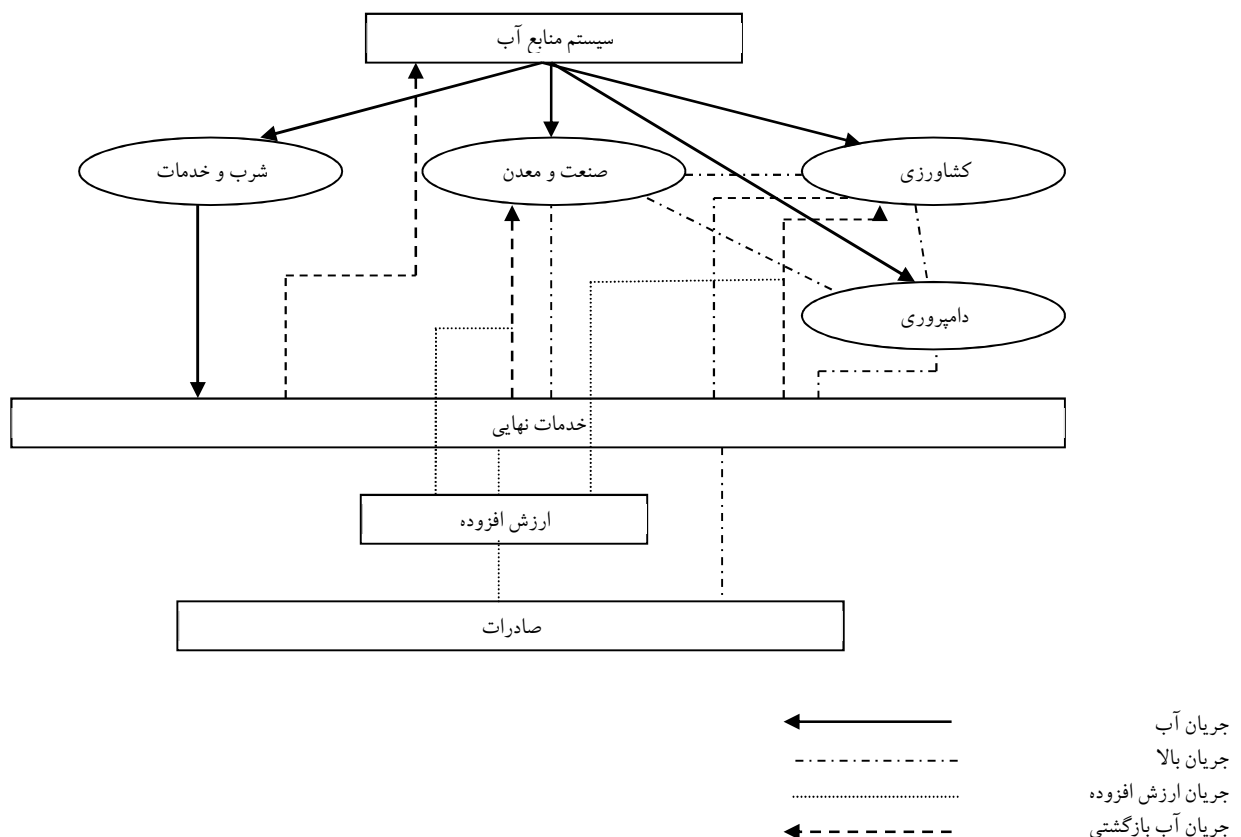 سیستم منابع آب
کشاورزی
صنعت و معدن
شرب و خدمات
دامپروری
خدمات نهایی
ارزش افزوده
صادرات
جریان آب
جریان بالا
جریان ارزش افزوده
جریان آب بازگشتی